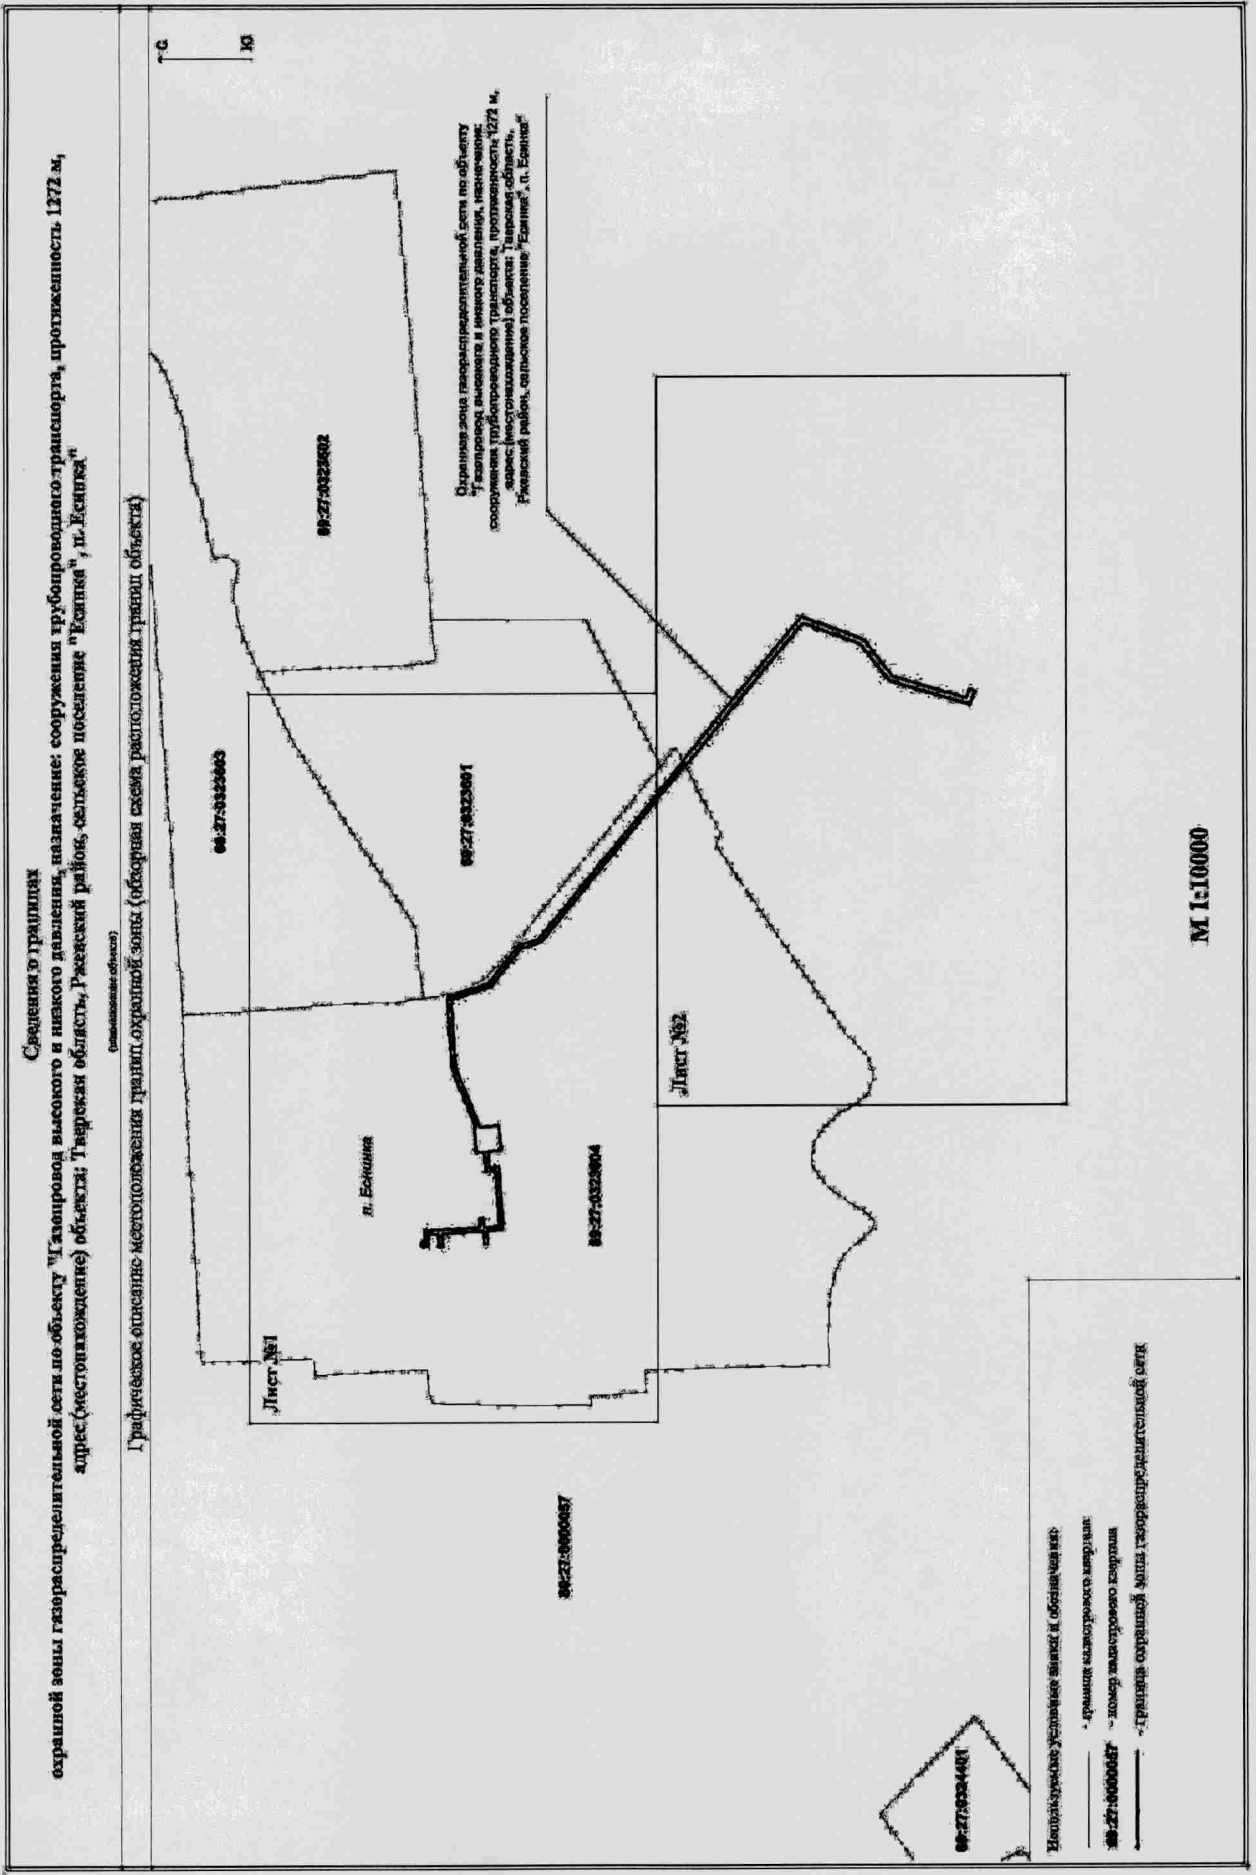 Сведения о границах
охранной зоны газораспределительной сети по объекту "Газопровод высокого и низкого давления, назначение: сооружения трубопроводного транспорта, протяженность 1272 м,
адрес (местонахождение) объекта: Тверская область, Ржевский район, сельское поселение "Есинка", п. Есинка"
(наименование объекта)
Графическое описание местоположения границ охранной зоны (обзорная схема расположения границ объекта)
С
Ю
Охранная зона газораспределительной сети по объекту
"Газопровод высокого и низкого давления, назначение:
сооружения трубопроводного транспорта, протяженность 1272 м,
адрес (местонахождение) объекта: Тверская область,
Ржевский район, сельское поселение "Есинка", п. Есинка"
69:27:0323602
69:27:0323603
69:27:0323601
п. Есинка
69:27:0323604
Лист №1
Лист №2
69:27:0000057
69:27:0324401
М 1:10000
Используемые условные знаки и обозначения:
- граница кадастрового квартала
69:27:0000057 - номер кадастрового квартала
- граница охранной зоны газораспределительной сети